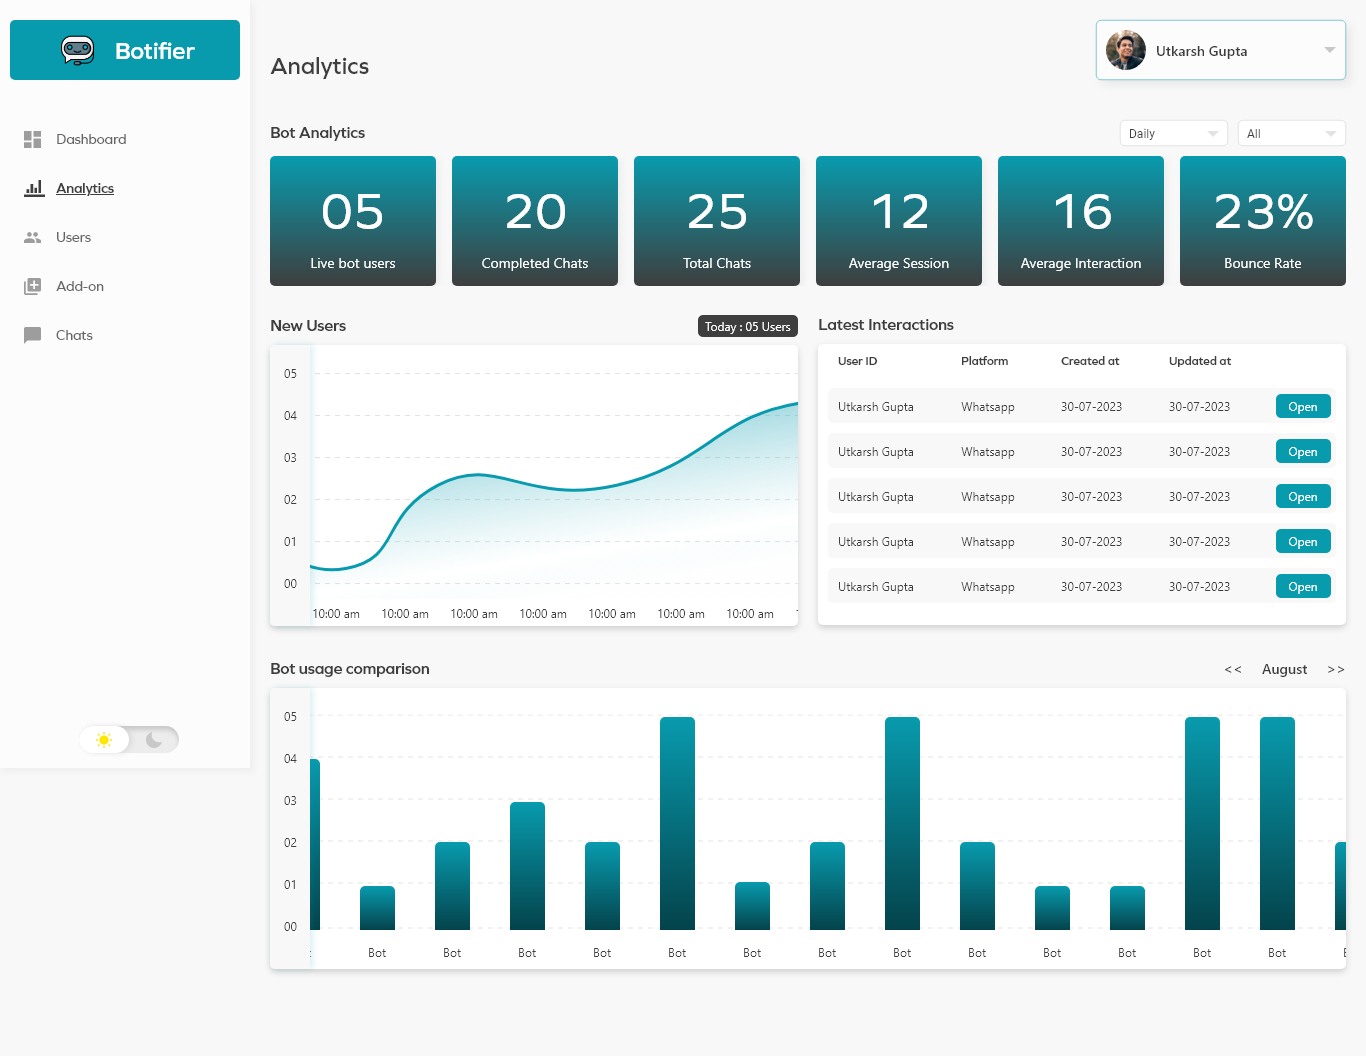 Botifier
Utkarsh Gupta
Analytics
Dashboard
Analytics
Users
Add-on
Chats
Bot Analytics
Daily
All
05
Live bot users
20
Completed Chats
25
Total Chats
12
Average Session
16
Average Interaction
23%
Bounce Rate
New Users
Today : 05 Users
05
04
03
02
01
00
10:00 am 10:00 am 10:00 am 10:00 am 10:00 am 10:00 am 10:00 am
Latest Interactions
User ID Platform Created at Updated at
Utkarsh Gupta Whatsapp 30-07-2023 30-07-2023 Open
Utkarsh Gupta Whatsapp 30-07-2023 30-07-2023 Open
Utkarsh Gupta Whatsapp 30-07-2023 30-07-2023 Open
Utkarsh Gupta Whatsapp 30-07-2023 30-07-2023 Open
Utkarsh Gupta Whatsapp 30-07-2023 30-07-2023 Open
Bot usage comparison
<< August >>
05
04
03
02
01
00
Bot Bot Bot Bot Bot Bot Bot Bot Bot Bot Bot Bot Bot